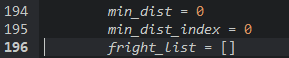 194 min_dist = 0
195 min_dist_index = 0
196 fright_list = []